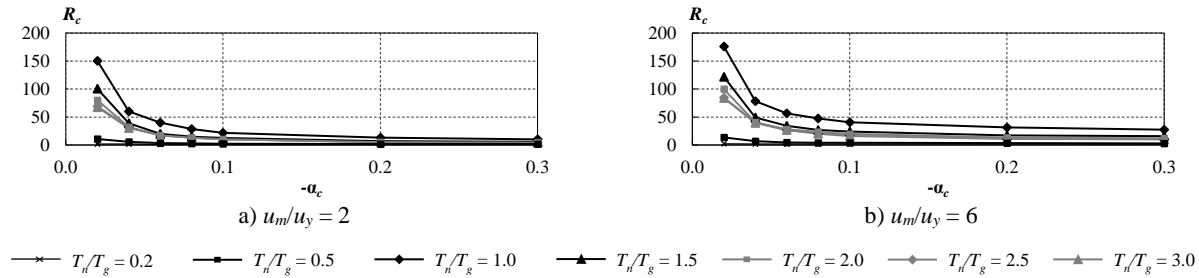 R_c R_c
200 200
150 150
100 100
50 50
0 0
0.0 0.1 0.2 0.3 0.0 0.1 0.2 0.3
-α_c -α_c
a) u_m/u_y = 2 b) u_m/u_y = 6
T_n/T_g = 0.2 T_n/T_g = 0.5 T_n/T_g = 1.0 T_n/T_g = 1.5 T_n/T_g = 2.0 T_n/T_g = 2.5 T_n/T_g = 3.0